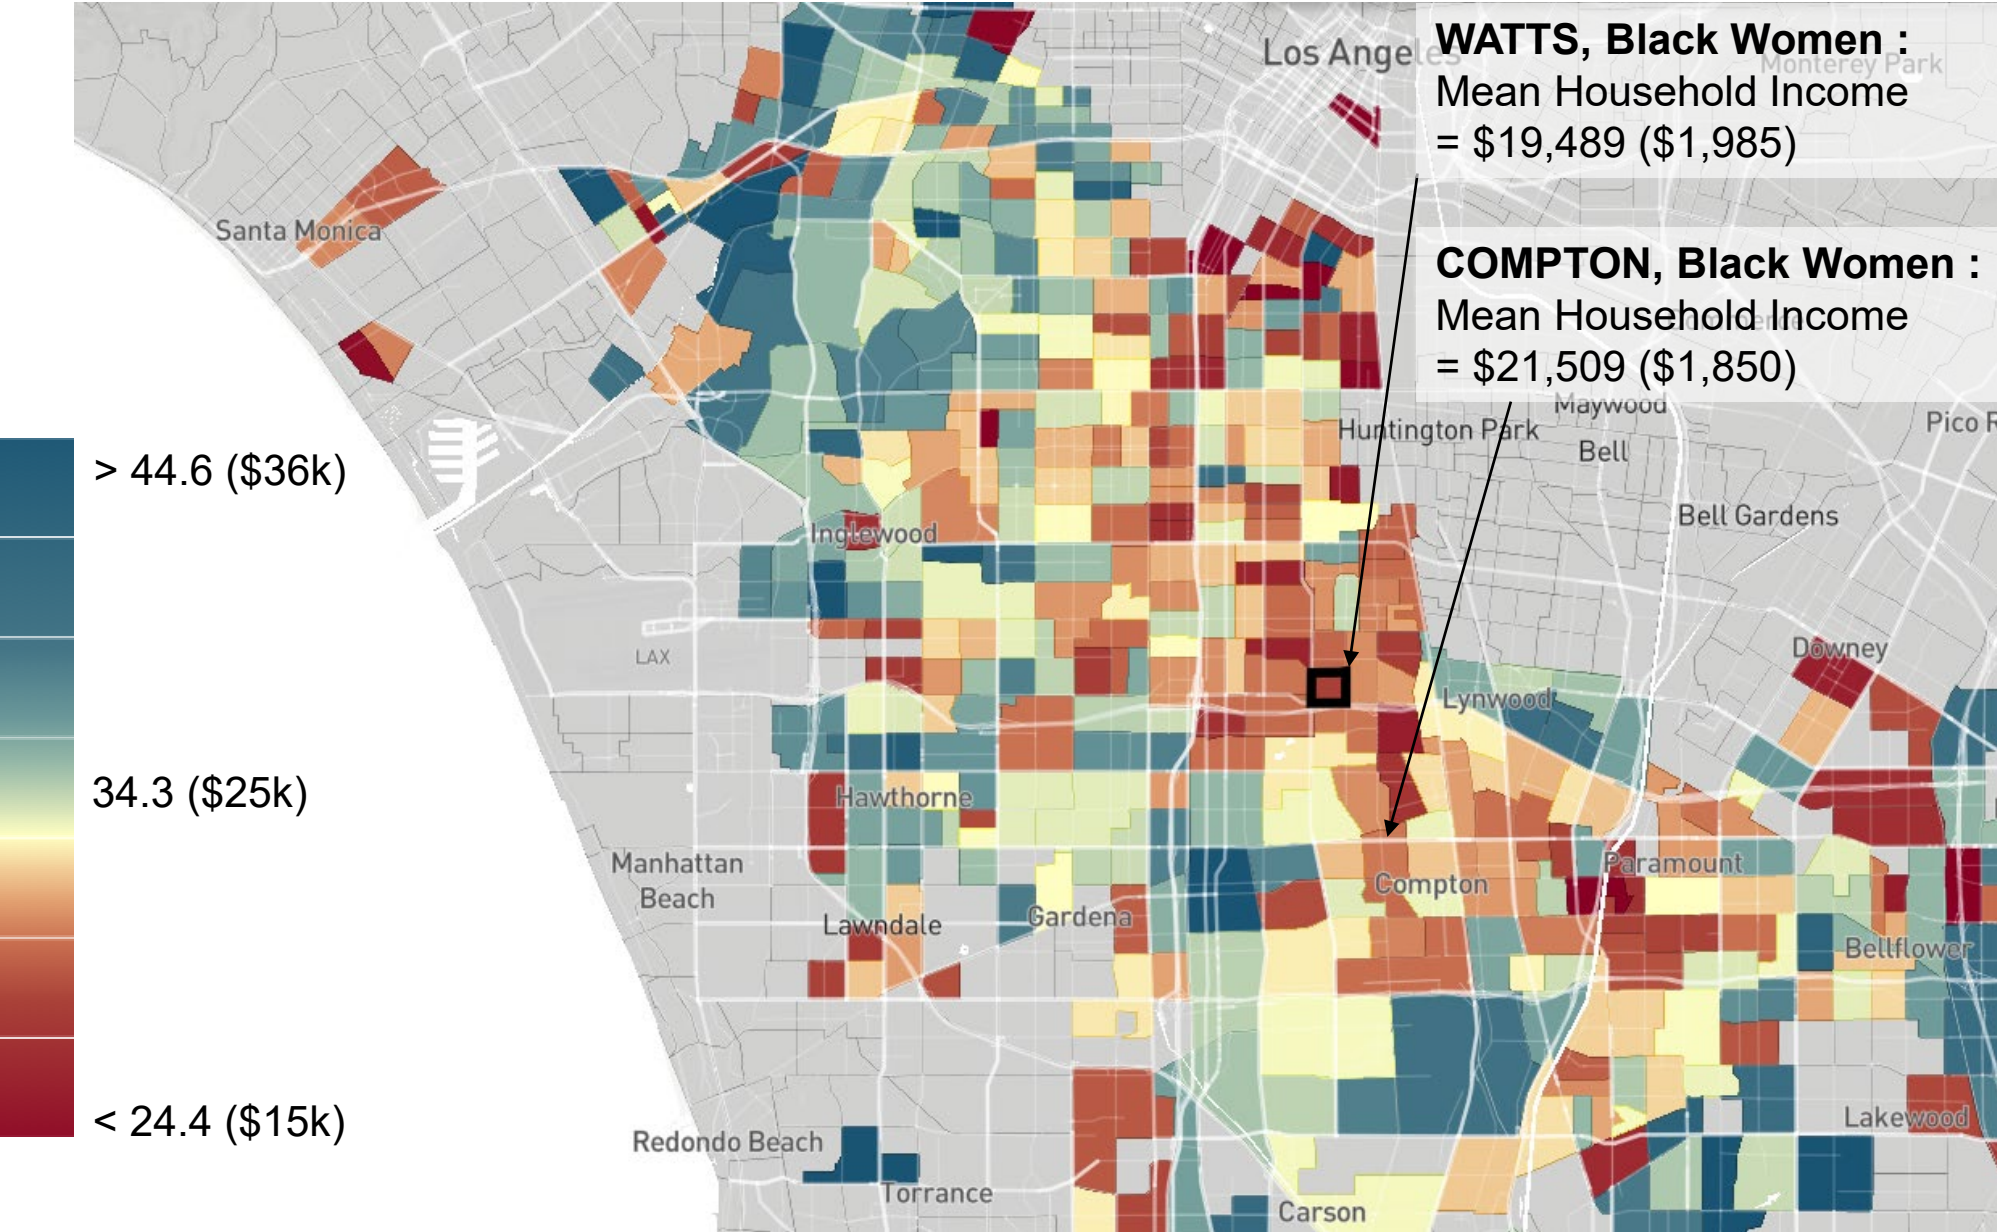 WATTS, Black Women :
Mean Household Income
= $19,489 ($1,985)
COMPTON, Black Women :
Mean Household Income
= $21,509 ($1,850)
> 44.6 ($36k)
34.3 ($25k)
< 24.4 ($15k)
Los Angeles
Monterey Park
Santa Monica
Commerce
Maywood
Huntington Park
Pico R
Bell
Bell Gardens
Inglewood
LAX
Downey
Lynwood
Hawthorne
Manhattan
Beach
Paramount
Compton
Lawndale
Gardena
Bellflower
Redondo Beach
Lakewood
Torrance
Carson